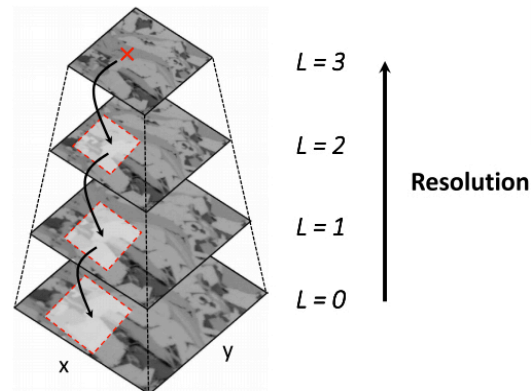 L = 3
L = 2
Resolution
L = 1
L = 0
x
y